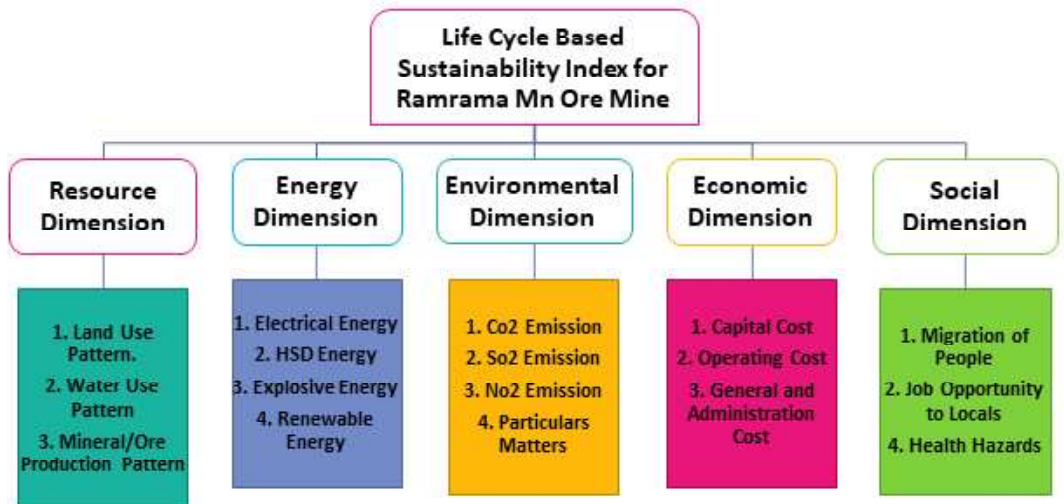 Life Cycle Based
Sustainability Index for
Ramrama Mn Ore Mine
Resource
Dimension
Energy
Dimension
Environmental
Dimension
Economic
Dimension
Social
Dimension
1. Land Use
Pattern.
2. Water Use
Pattern
3. Mineral/Ore
Production Pattern
1. Electrical Energy
2. HSD Energy
3. Explosive Energy
4. Renewable
Energy
1. Co2 Emission
2. So2 Emission
3. No2 Emission
4. Particulars
Matters
1. Capital Cost
2. Operating Cost
3. General and
Administration
Cost
1. Migration of
People
2. Job Opportunity
to Locals
4. Health Hazards